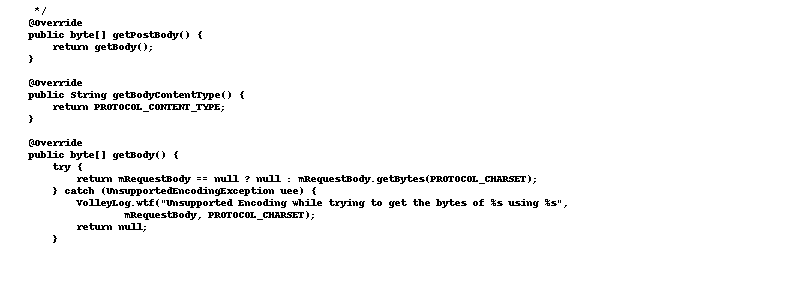 */
@Override
public byte[] getPostBody() {
return getBody();
}
@Override
public String getBodyContentType() {
return PROTOCOL_CONTENT_TYPE;
}
@Override
public byte[] getBody() {
try {
return mRequestBody == null ? null : mRequestBody.getBytes(PROTOCOL_CHARSET);
} catch (UnsupportedEncodingException uee) {
VolleyLog.wtf("Unsupported Encoding while trying to get the bytes of %s using %s",
mRequestBody, PROTOCOL_CHARSET);
return null;
}